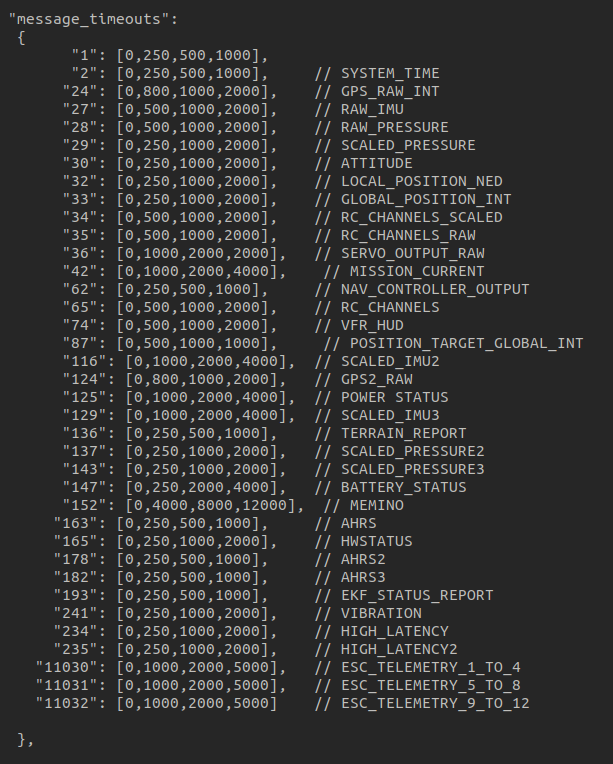 "message_timeouts":
{
"1": [0,250,500,1000],
"2": [0,250,500,1000],     // SYSTEM_TIME
"24": [0,800,1000,2000],    // GPS_RAW_INT
"27": [0,500,1000,2000],    // RAW_IMU
"28": [0,500,1000,2000],    // RAW_PRESSURE
"29": [0,250,1000,2000],    // SCALED_PRESSURE
"30": [0,250,1000,2000],    // ATTITUDE
"32": [0,250,1000,2000],    // LOCAL_POSITION_NED
"33": [0,250,1000,2000],    // GLOBAL_POSITION_INT
"34": [0,500,1000,2000],    // RC_CHANNELS_SCALED
"35": [0,500,1000,2000],    // RC_CHANNELS_RAW
"36": [0,1000,2000,2000],   // SERVO_OUTPUT_RAW
"42": [0,1000,2000,4000],    // MISSION_CURRENT
"62": [0,250,500,1000],     // NAV_CONTROLLER_OUTPUT
"65": [0,500,1000,2000],    // RC_CHANNELS
"74": [0,500,1000,2000],    // VFR_HUD
"87": [0,500,1000,1000],     // POSITION_TARGET_GLOBAL_INT
"116": [0,1000,2000,4000],  // SCALED_IMU2
"124": [0,800,1000,2000],   // GPS2_RAW
"125": [0,1000,2000,4000],  // POWER STATUS
"129": [0,1000,2000,4000],  // SCALED_IMU3
"136": [0,250,500,1000],    // TERRAIN_REPORT
"137": [0,250,1000,2000],   // SCALED_PRESSURE2
"143": [0,250,1000,2000],   // SCALED_PRESSURE3
"147": [0,250,2000,4000],   // BATTERY_STATUS
"152": [0,4000,8000,12000],  // MEMINO
"163": [0,250,500,1000],     // AHRS
"165": [0,250,1000,2000],    // HWSTATUS
"178": [0,250,500,1000],     // AHRS2
"182": [0,250,500,1000],     // AHRS3
"193": [0,250,500,1000],     // EKF_STATUS_REPORT
"241": [0,250,1000,2000],    // VIBRATION
"234": [0,250,1000,2000],    // HIGH_LATENCY
"235": [0,250,1000,2000],    // HIGH_LATENCY2
"11030": [0,1000,2000,5000],   // ESC_TELEMETRY_1_TO_4
"11031": [0,1000,2000,5000],   // ESC_TELEMETRY_5_TO_8
"11032": [0,1000,2000,5000]    // ESC_TELEMETRY_9_TO_12
},